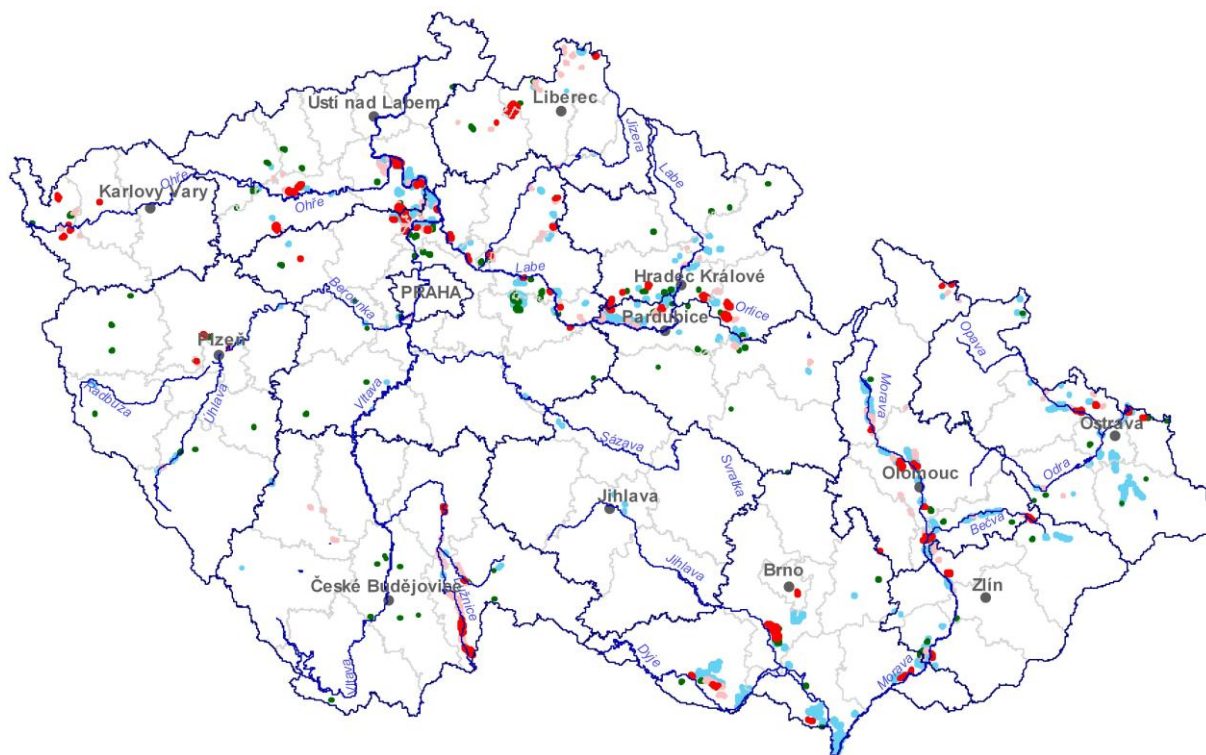 Ústí nad Labem
Liberec
Jizera
Labe
Karlovy Vary
Ohře
Ohře
Labe
Hradec Králové
PRAHA
Berounka
Orlice
Pardubice
Plzeň
Opava
Radbuza
Úhlava
Vltava
Morava
Ostrava
Sázava
Svratka
Olomouc
Odra
Jihlava
Bečva
Jihlava
Brno
České Budějovice
Lužnice
Zlín
Dyje
Vltava
Morava